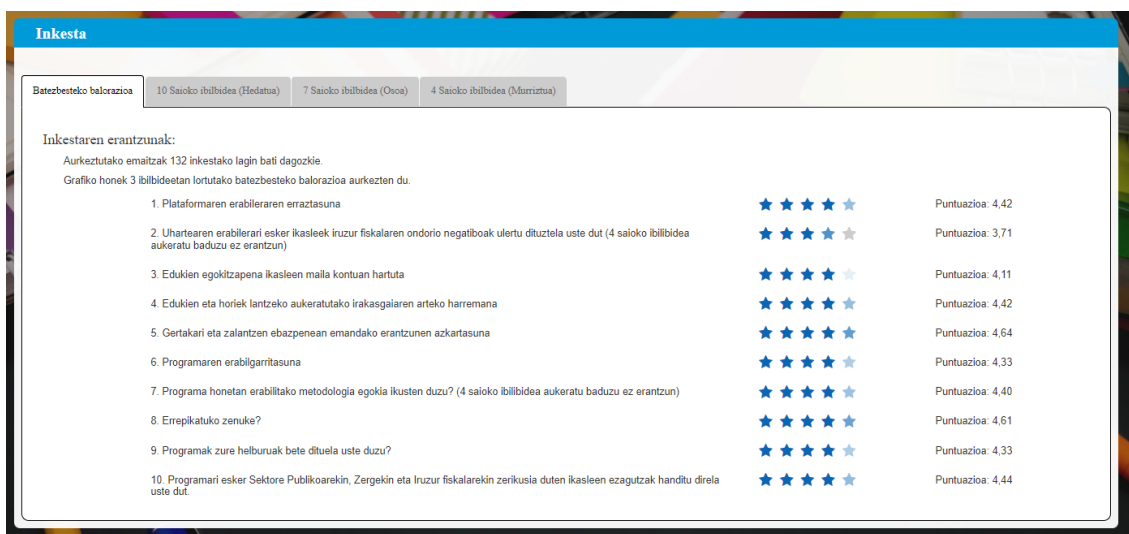 Inkesta
Batezbesteko balorazioa
10 Saioko ibilbidea (Hedatua)
7 Saioko ibilbidea (Osoa)
4 Saioko ibilbidea (Murriztua)
Inkestaren erantzunak:
Aurkeztutako emaitzak 132 inkestako lagin bati dagozkie.
Grafiko honek 3 ibilbideetan lortutako batezbesteko balorazioa aurkezten du.
1. Plataformaren erabileraren erraztasuna Puntuazioa: 4,42
2. Uhartearen erabilerari esker ikasleek iruzur fiskalaren ondorio negatiboak ulertu dituztela uste dut (4 saioko ibilbidea Puntuazioa: 3,71
aukeratu baduzu ez erantzun)
3. Edukien egokitzapena ikasleen maila kontuan hartuta Puntuazioa: 4,11
4. Edukien eta horiek lantzeko aukeratutako irakasgaiaren arteko harremana Puntuazioa: 4,42
5. Gertakari eta zalantzen ebazpenean emandako erantzunen azkartasuna Puntuazioa: 4,64
6. Programaren erabilgarritasuna Puntuazioa: 4,33
7. Programa honetan erabilitako metodologia egokia ikusten duzu? (4 saioko ibilbidea aukeratu baduzu ez erantzun) Puntuazioa: 4,40
8. Errepikatuko zenuke? Puntuazioa: 4,61
9. Programak zure helburuak bete dituela uste duzu? Puntuazioa: 4,33
10. Programari esker Sektore Publikoarekin, Zergekin eta Iruzur fiskalarekin zerikusia duten ikasleen ezagutzak handitu direla Puntuazioa: 4,44
uste dut.